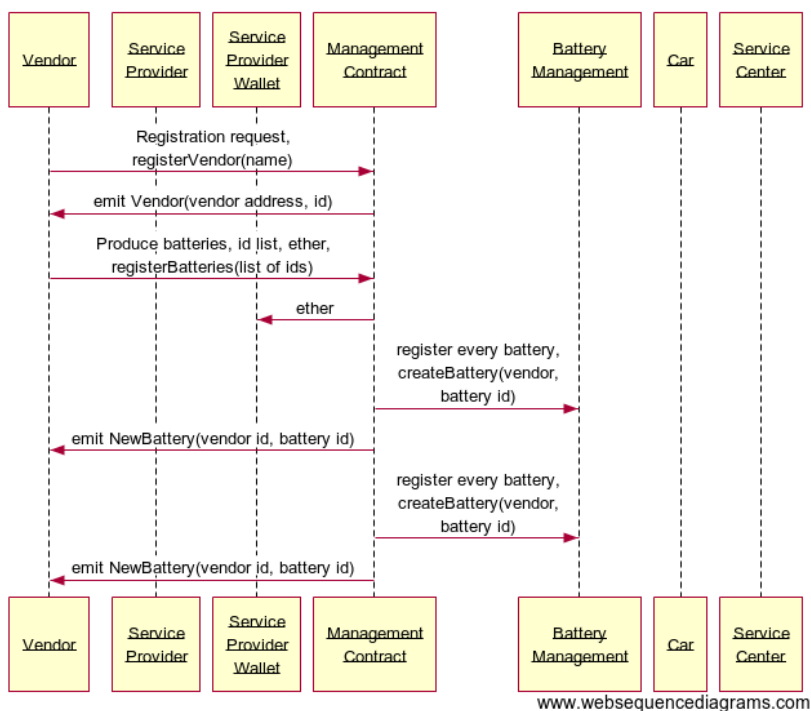 Vendor
Service
Provider
Service
Provider
Wallet
Management
Contract
Battery
Management
Car
Service
Center
Registration request,
registerVendor(name)
emit Vendor(vendor address, id)
Produce batteries, id list, ether,
registerBatteries(list of ids)
ether
register every battery,
createBattery(vendor,
battery id)
emit NewBattery(vendor id, battery id)
register every battery,
createBattery(vendor,
battery id)
emit NewBattery(vendor id, battery id)
Vendor
Service
Provider
Service
Provider
Wallet
Management
Contract
Battery
Management
Car
Service
Center
www.websequencediagrams.com